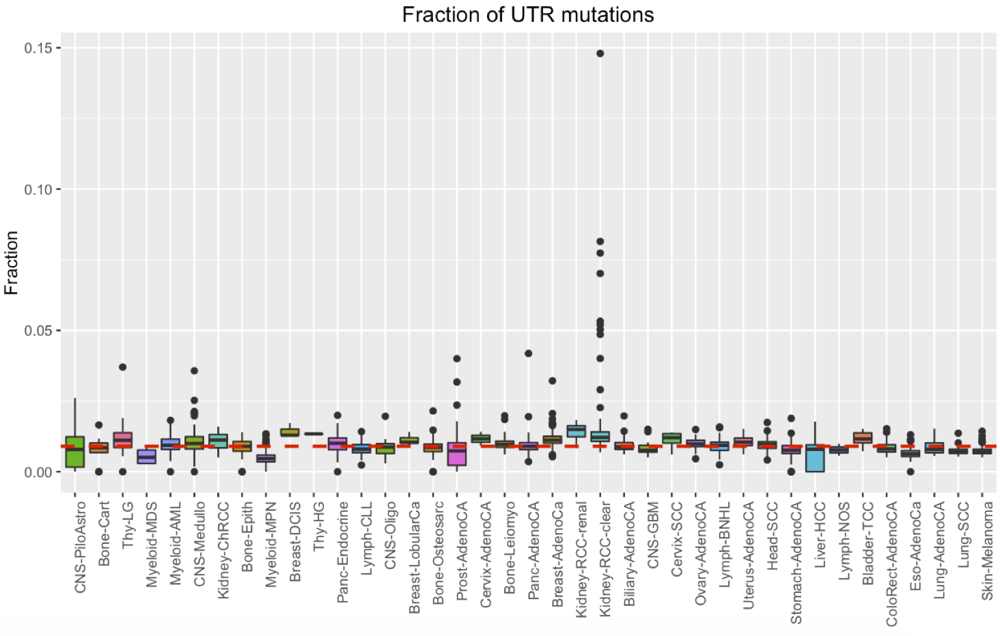 Fraction of UTR mutations
Fraction
0.15
0.10
0.05
0.00
CNS-PiloAstro
Bone-Cart
Thy-LG
Myeloid-MDS
Myeloid-AML
CNS-Medullo
Kidney-ChRCC
Bone-Epith
Myeloid-MPN
Breast-DCIS
Thy-HG
Panc-Endocrine
Lymph-CLL
CNS-Oligo
Breast-LobularCa
Bone-Osteosarc
Prost-AdenoCA
Cervix-AdenoCA
Bone-Leiomyo
Panc-AdenoCA
Breast-AdenoCa
Kidney-RCC-renal
Kidney-RCC-clear
Biliary-AdenoCA
CNS-GBM
Cervix-SCC
Ovary-AdenoCA
Lymph-BNHL
Uterus-AdenoCA
Head-SCC
Stomach-AdenoCA
Liver-HCC
Lymph-NOS
Bladder-TCC
ColoRect-AdenoCA
Eso-AdenoCa
Lung-AdenoCA
Lung-SCC
Skin-Melanoma